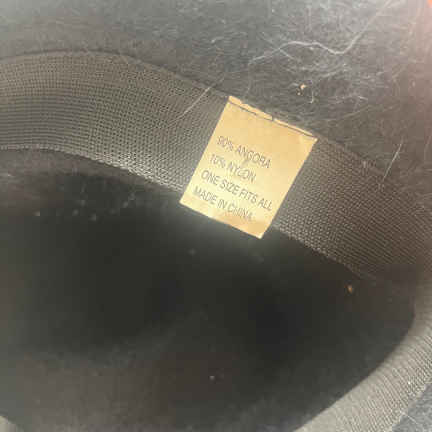 90% ANGORA
10% NYLON
ONE SIZE FITS ALL
MADE IN CHINA